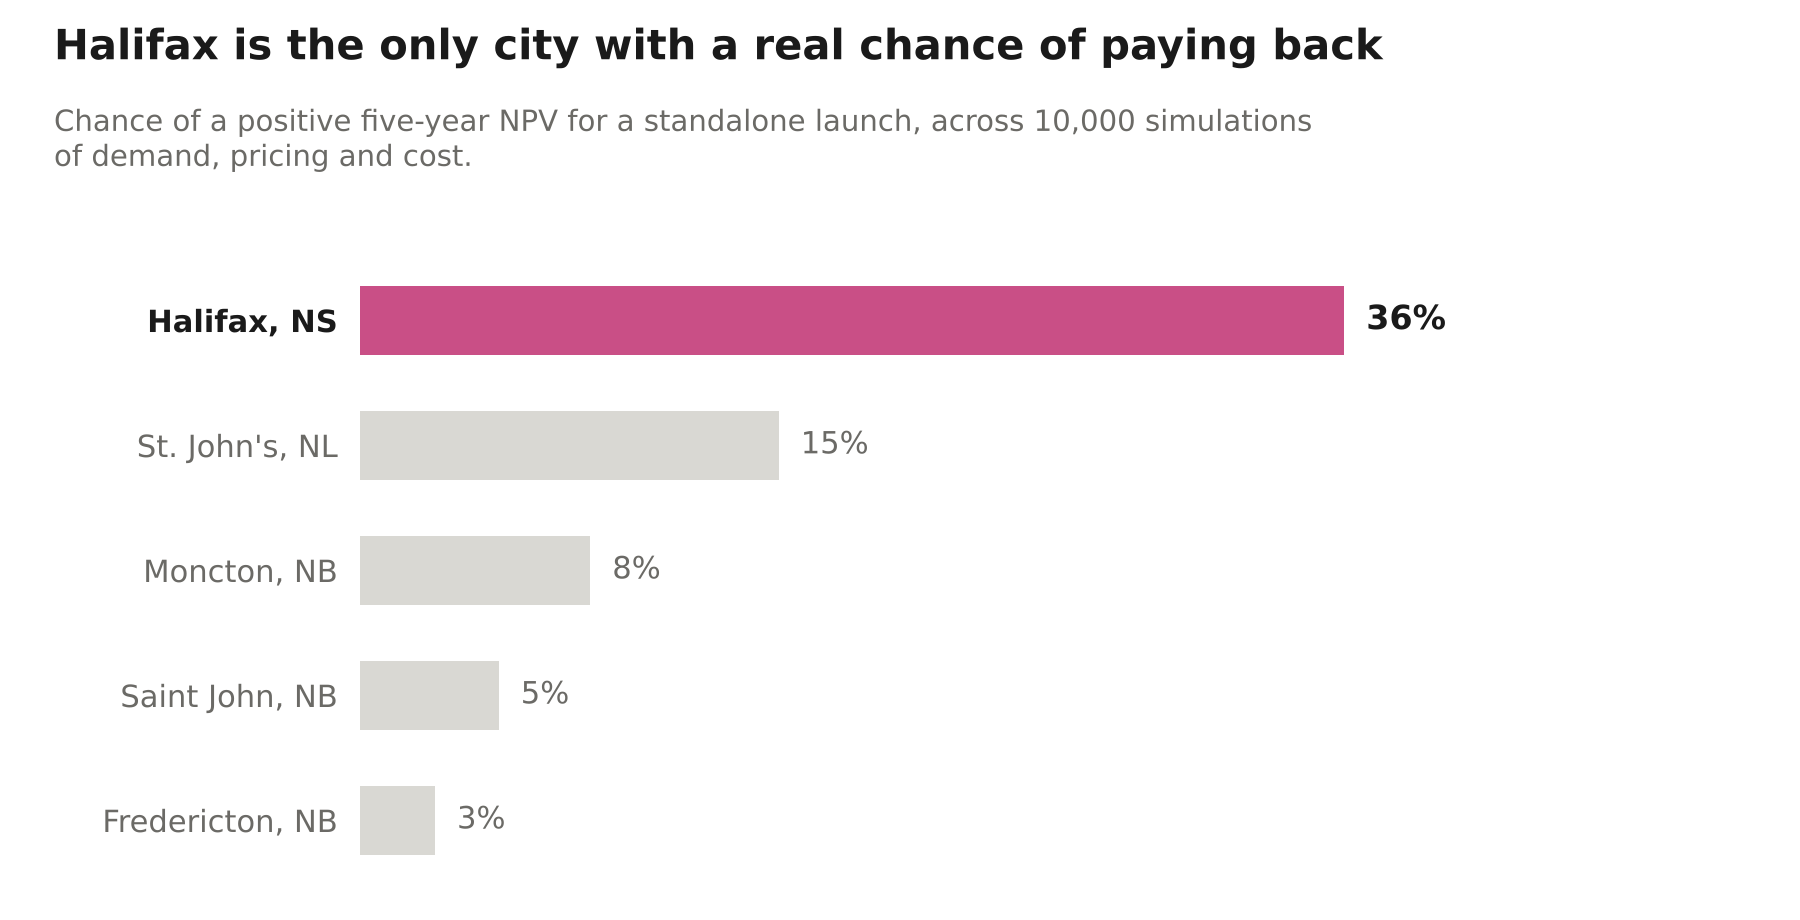 Halifax is the only city with a real chance of paying back
Chance of a positive five-year NPV for a standalone launch, across 10,000 simulations
of demand, pricing and cost.
Halifax, NS 36%
St. John's, NL 15%
Moncton, NB 8%
Saint John, NB 5%
Fredericton, NB 3%